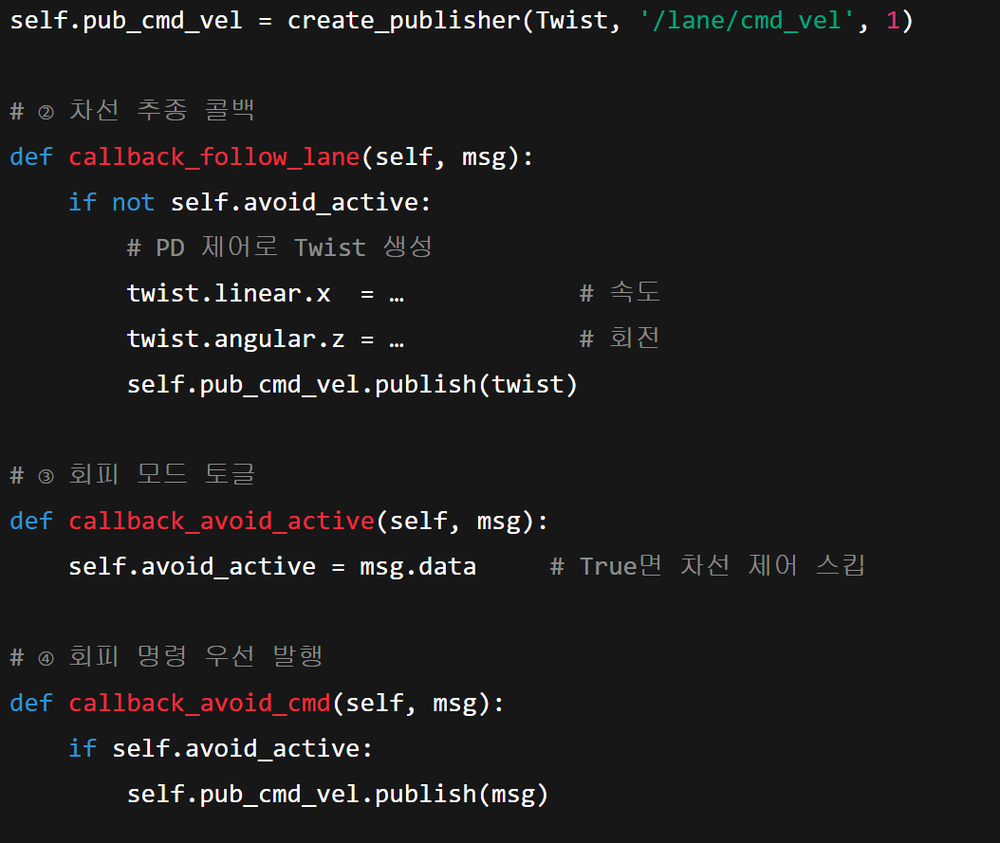 self.pub_cmd_vel = create_publisher(Twist, '/lane/cmd_vel', 1)
# ② 차선 추종 콜백
def callback_follow_lane(self, msg):
    if not self.avoid_active:
        # PD 제어로 Twist 생성
        twist.linear.x  = …            # 속도
        twist.angular.z = …            # 회전
        self.pub_cmd_vel.publish(twist)
# ③ 회피 모드 토글
def callback_avoid_active(self, msg):
    self.avoid_active = msg.data     # True면 차선 제어 스킵
# ④ 회피 명령 우선 발행
def callback_avoid_cmd(self, msg):
    if self.avoid_active:
        self.pub_cmd_vel.publish(msg)